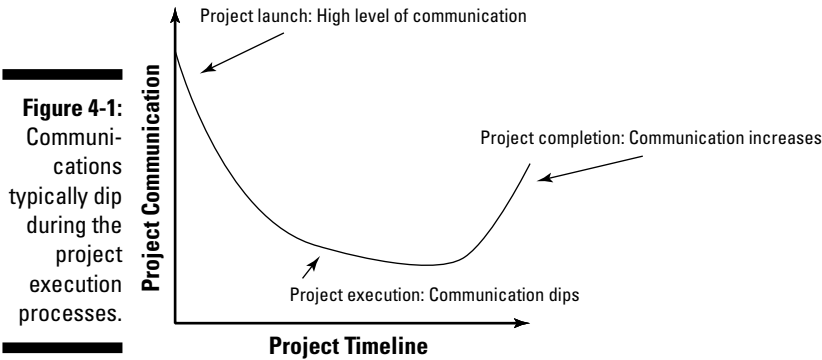 Project launch: High level of communication
Figure 4-1:
Communi-
cations
typically dip
during the
project
execution
processes.
Project Communication
Project completion: Communication increases
Project execution: Communication dips
Project Timeline